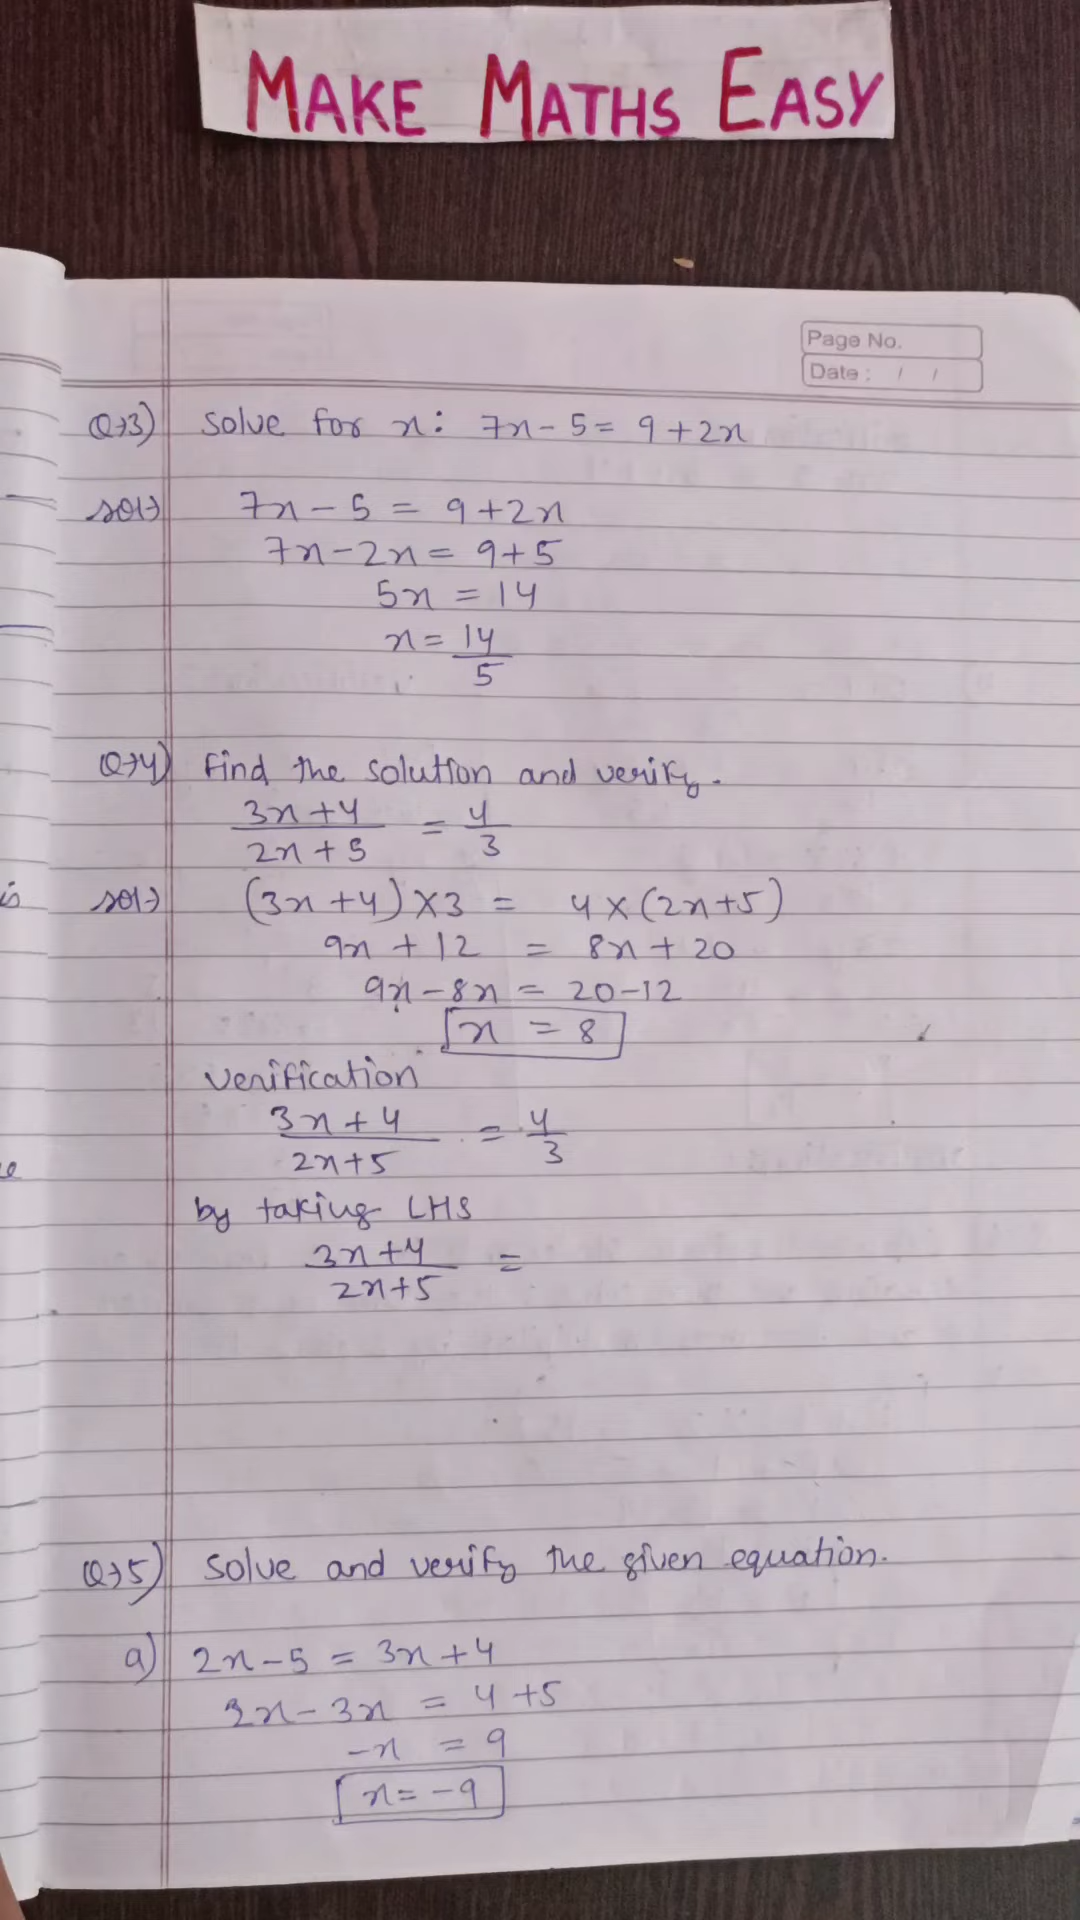 MAKE MATHS EASY
Page No.
Date : / /
Q→3) Solve for x: 7x - 5 = 9 + 2x
sol→ 7x - 5 = 9 + 2x
7x - 2x = 9 + 5
5x = 14
x = 14/5
Q→4) Find the solution and verify.
3x + 4 / 2x + 5 = 4/3
sol→ (3x + 4) × 3 = 4 × (2x + 5)
9x + 12 = 8x + 20
9x - 8x = 20 - 12
x = 8
is
verification
3x + 4 / 2x + 5 = 4/3
by taking LHS
3x + 4 / 2x + 5 =
Q→5) Solve and verify the given equation.
a) 2x - 5 = 3x + 4
2x - 3x = 4 + 5
-x = 9
x = -9